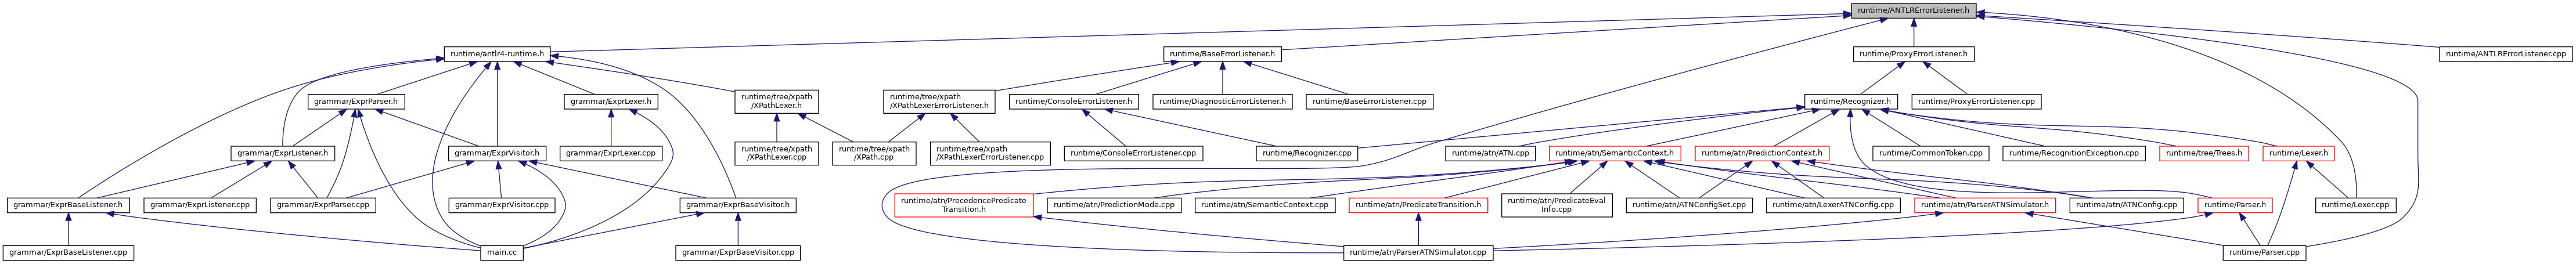 runtime/ANTLRErrorListener.h
runtime/antlr4-runtime.h
runtime/BaseErrorListener.h
runtime/ProxyErrorListener.h
runtime/ANTLRErrorListener.cpp
grammar/ExprParser.h
grammar/ExprLexer.h
runtime/tree/xpath
/XPathLexer.h
runtime/tree/xpath
/XPathLexerErrorListener.h
runtime/ConsoleErrorListener.h
runtime/DiagnosticErrorListener.h
runtime/BaseErrorListener.cpp
runtime/Recognizer.h
runtime/ProxyErrorListener.cpp
grammar/ExprListener.h
grammar/ExprVisitor.h
grammar/ExprLexer.cpp
runtime/tree/xpath
/XPathLexer.cpp
runtime/tree/xpath
/XPath.cpp
runtime/tree/xpath
/XPathLexerErrorListener.cpp
runtime/ConsoleErrorListener.cpp
runtime/Recognizer.cpp
runtime/atn/ATN.cpp
runtime/atn/SemanticContext.h
runtime/atn/PredictionContext.h
runtime/CommonToken.cpp
runtime/RecognitionException.cpp
runtime/tree/Trees.h
runtime/Lexer.h
grammar/ExprBaseListener.h
grammar/ExprListener.cpp
grammar/ExprParser.cpp
grammar/ExprVisitor.cpp
grammar/ExprBaseVisitor.h
runtime/atn/PrecedencePredicate
Transition.h
runtime/atn/PredictionMode.cpp
runtime/atn/SemanticContext.cpp
runtime/atn/PredicateTransition.h
runtime/atn/PredicateEval
Info.cpp
runtime/atn/ATNConfigSet.cpp
runtime/atn/LexerATNConfig.cpp
runtime/atn/ParserATNSimulator.h
runtime/atn/ATNConfig.cpp
runtime/Parser.h
runtime/Lexer.cpp
grammar/ExprBaseListener.cpp
main.cc
grammar/ExprBaseVisitor.cpp
runtime/atn/ParserATNSimulator.cpp
runtime/Parser.cpp